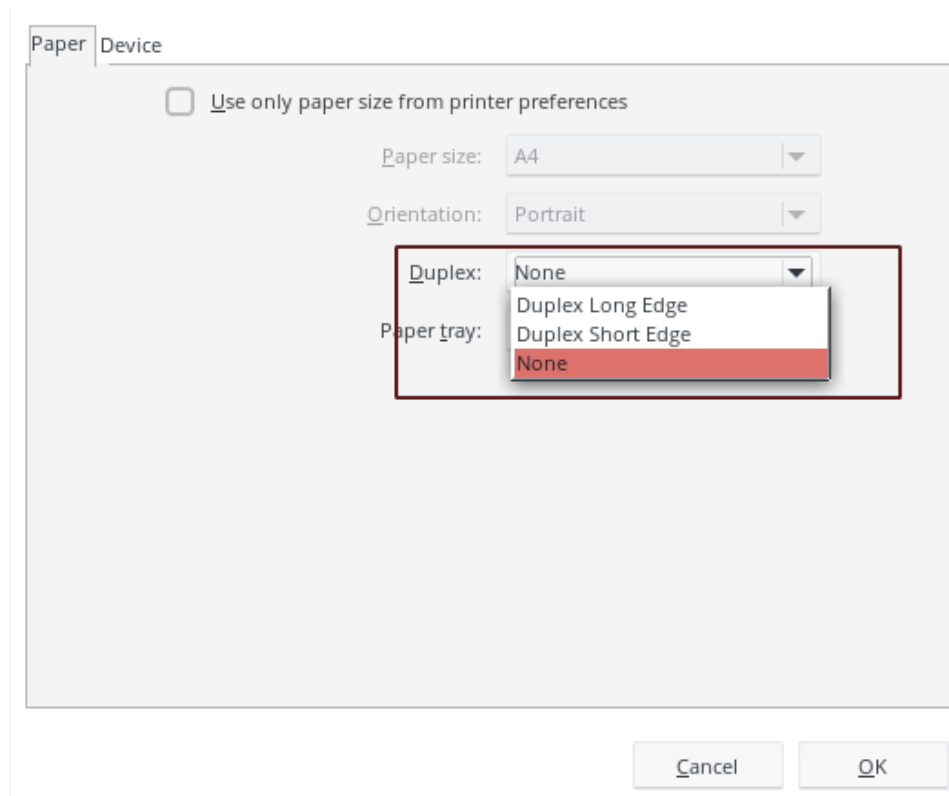 Paper Device
Use only paper size from printer preferences
Paper size: A4
Orientation: Portrait
Duplex: None
Duplex Long Edge
Paper tray:
Duplex Short Edge
None
Cancel OK